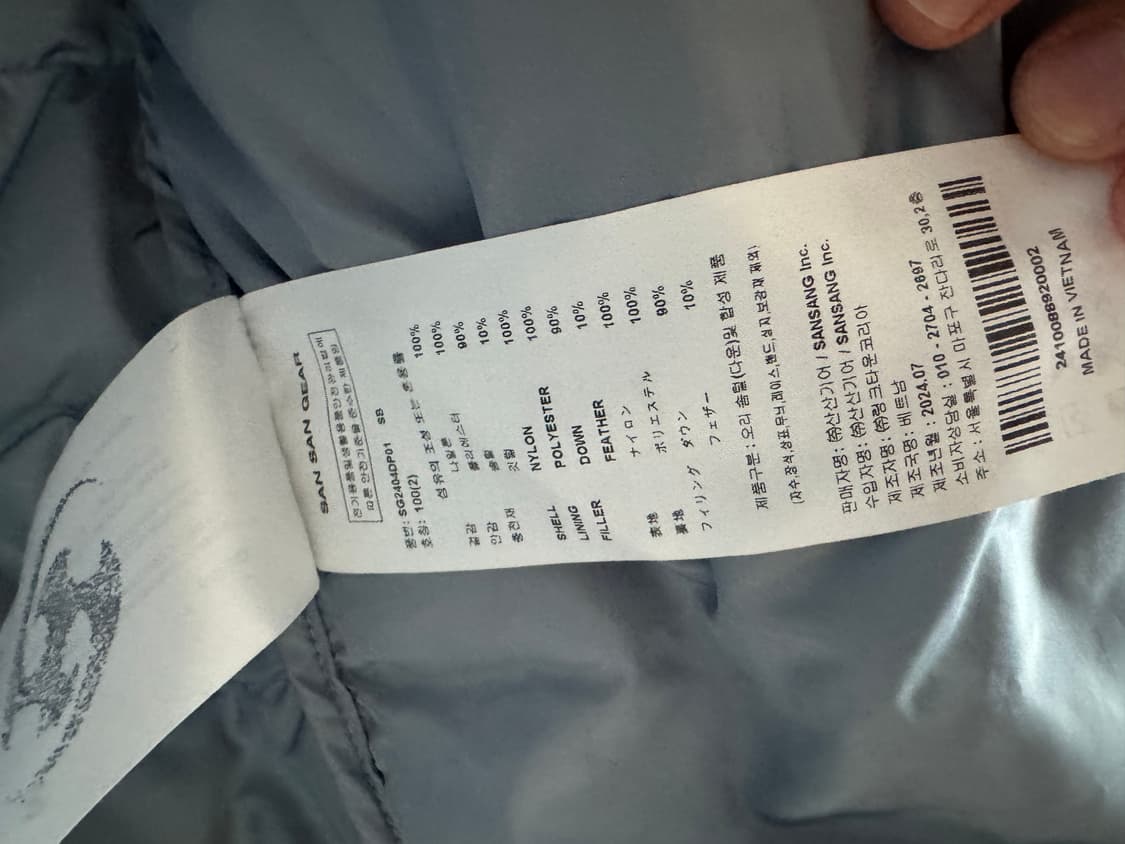 SAN SAN GEAR
전기용품및생활용품안전관리법에
따른 안전기준을 준수한 제품임
품번: SG2404DP01 SB
호칭: 100(2)
섬유의 조성 또는 혼용률
겉감 나일론 100%
안감 폴리에스터 100%
충전재 솜털 90%
깃털 10%
SHELL NYLON 100%
LINING POLYESTER 100%
FILLER DOWN 90%
FEATHER 10%
表地 ナイロン 100%
裏地 ポリエステル 100%
フィリング ダウン 90%
フェザー 10%
제품구분 : 오리 솜털(다운)및 합성 제품
(자수,장식,상표,무늬,레이스,밴드,심지,보강재 제외)
판매자명 : ㈜산산기어 / SANSANG Inc.
수입자명 : ㈜산산기어 / SANSANG Inc.
제조자명 : ㈜링크타운코리아
제조국명 : 베트남
제조년월 : 2024.07
소비자상담실 : 010 - 2704 - 2697
주소 : 서울특별시 마포구 잔다리로 30,2층
2410086920002
MADE IN VIETNAM